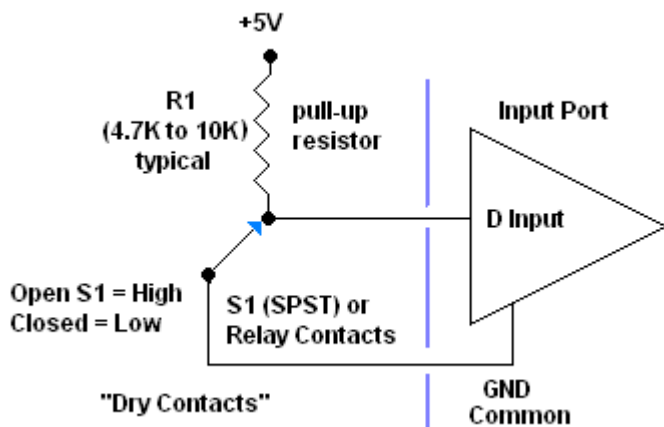 +5V
R1
(4.7K to 10K)
typical
pull-up
resistor
Input Port
D Input
Open S1 = High
Closed = Low
S1 (SPST) or
Relay Contacts
"Dry Contacts"
GND
Common